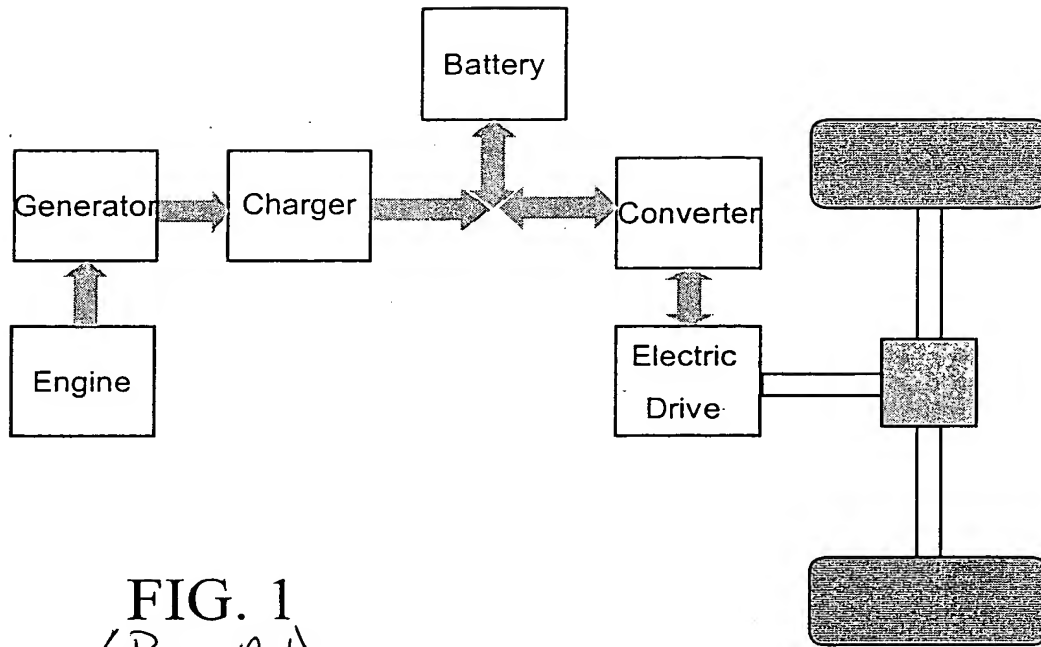 Battery
Generator
Charger
Converter
Engine
Electric
Drive
FIG. 1